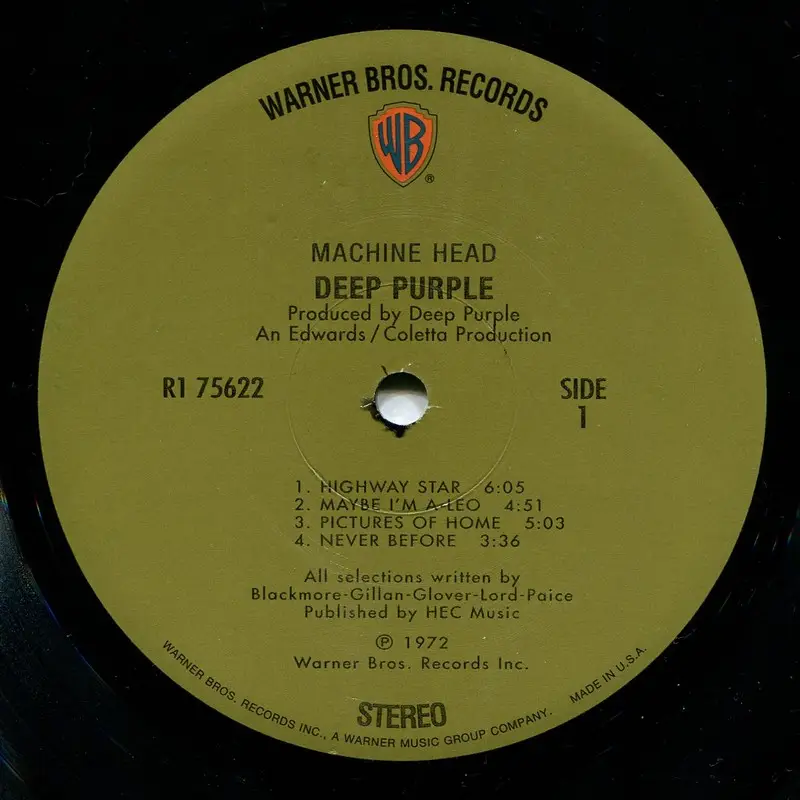 WARNER BROS. RECORDS
WB
®
MACHINE HEAD
DEEP PURPLE
Produced by Deep Purple
An Edwards/Coletta Production
R1 75622
SIDE
1
1. HIGHWAY STAR 6:05
2. MAYBE I'M A LEO 4:51
3. PICTURES OF HOME 5:03
4. NEVER BEFORE 3:36
All selections written by
Blackmore-Gillan-Glover-Lord-Paice
Published by HEC Music
℗ 1972
Warner Bros. Records Inc.
STEREO
WARNER BROS. RECORDS INC., A WARNER MUSIC GROUP COMPANY. MADE IN U.S.A.